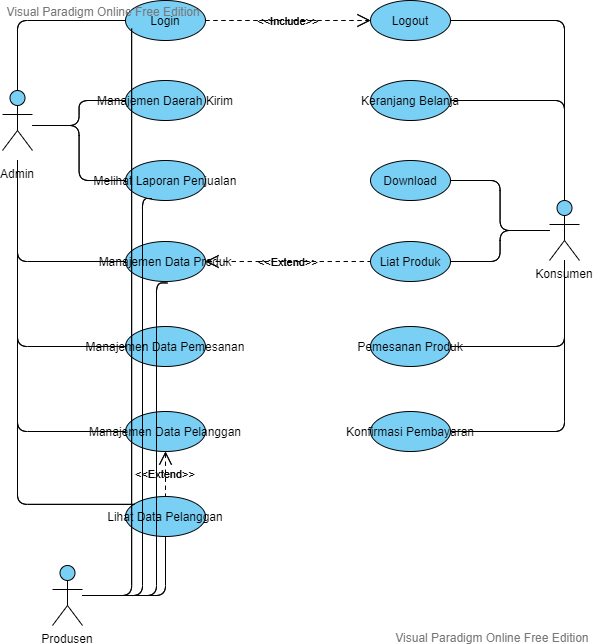 Visual Paradigm Online Free Edition
Login
<<Include>>
Logout
Manajemen Daerah Kirim
Keranjang Belanja
Admin
Melihat Laporan Penjualan
Download
Manajemen Data Produk
<<Extend>>
Liat Produk
Konsumen
Manajemen Data Pemesanan
Pemesanan Produk
Manajemen Data Pelanggan
Konfirmasi Pembayaran
<<Extend>>
Lihat Data Pelanggan
Produsen
Visual Paradigm Online Free Edition